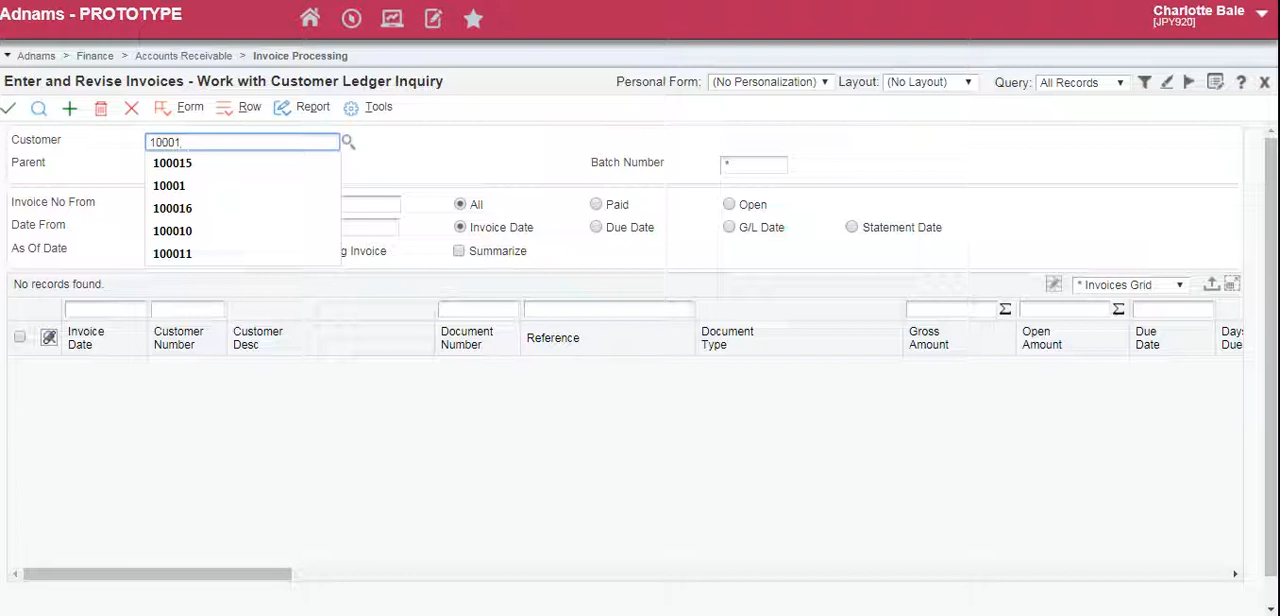 Adnams - PROTOTYPE
Charlotte Bale
[JPY920]
Adnams > Finance > Accounts Receivable > Invoice Processing
Enter and Revise Invoices - Work with Customer Ledger Inquiry
Personal Form: (No Personalization) Layout: (No Layout) Query: All Records ? X
Form Row Report Tools
Customer 10001
Parent 100015 Batch Number *
10001
Invoice No From 100016 All Paid Open
Date From 100010 Invoice Date Due Date G/L Date Statement Date
As Of Date 100011 g Invoice Summarize
No records found. * Invoices Grid
Σ Σ
Invoice Date
Customer Number
Customer Desc
Document Number
Reference
Document Type
Gross Amount
Open Amount
Due Date
Days Due